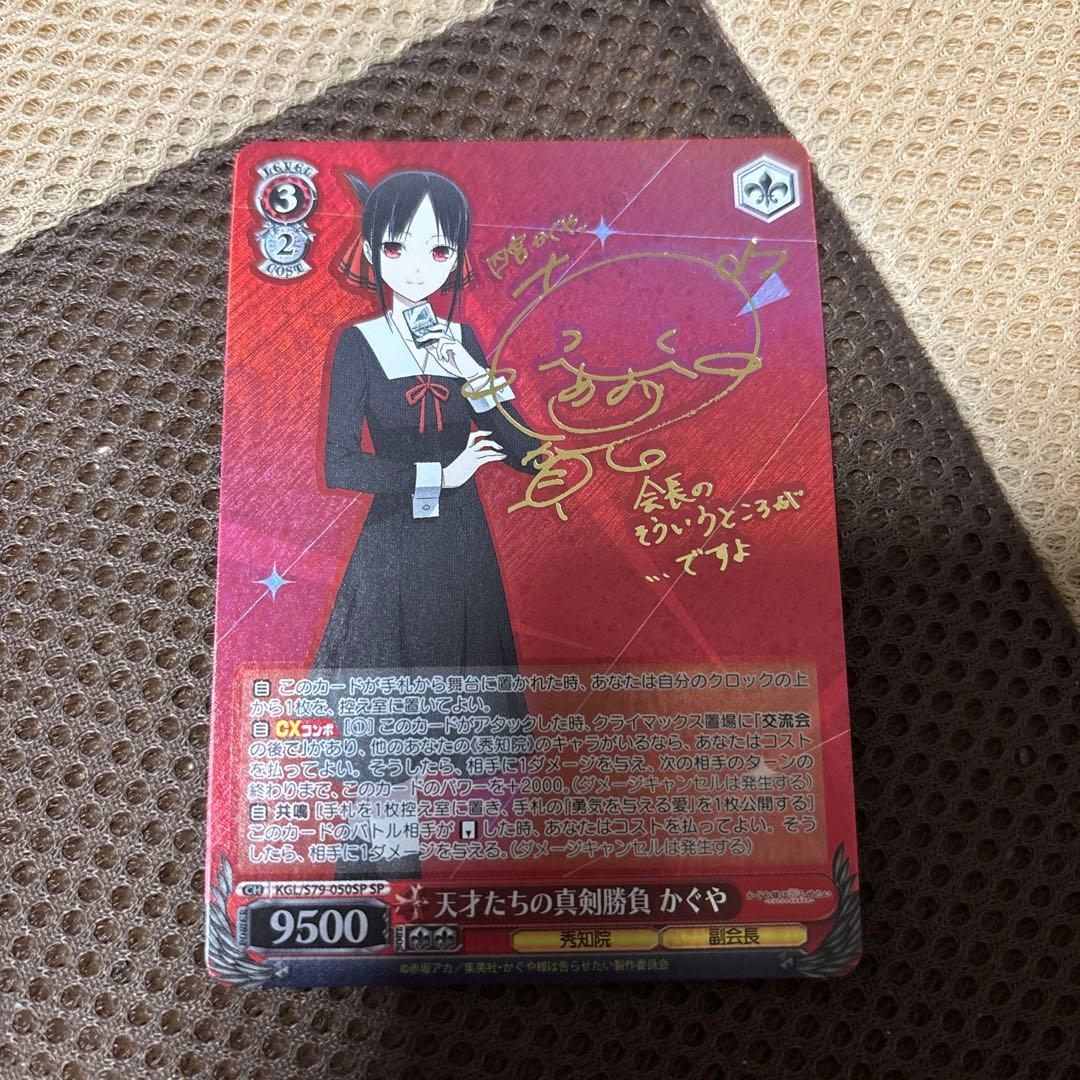 LEVEL
3
2
COST
四宮かぐや
会長の
そういうところが
…ですよ
自 このカードが手札から舞台に置かれた時、あなたは自分のクロックの上
から1枚を、控え室に置いてよい。
自 CXコンボ [①] このカードがアタックした時、クライマックス置場に「交流会
の後で」があり、他のあなたの《秀知院》のキャラがいるなら、あなたはコスト
を払ってよい。そうしたら、相手に1ダメージを与え、次の相手のターンの
終わりまで、このカードのパワーを+2000。(ダメージキャンセルは発生する)
自 共鳴 [手札を1枚控え室に置き、手札の「勇気を与える愛」を1枚公開する]
このカードのバトル相手が した時、あなたはコストを払ってよい。そう
したら、相手に1ダメージを与える。(ダメージキャンセルは発生する)
CH KGL/S79-050SP SP
天才たちの真剣勝負 かぐや
かぐや様は告らせたい
POWER 9500
SOUL
秀知院 副会長
©赤坂アカ/集英社・かぐや様は告らせたい製作委員会